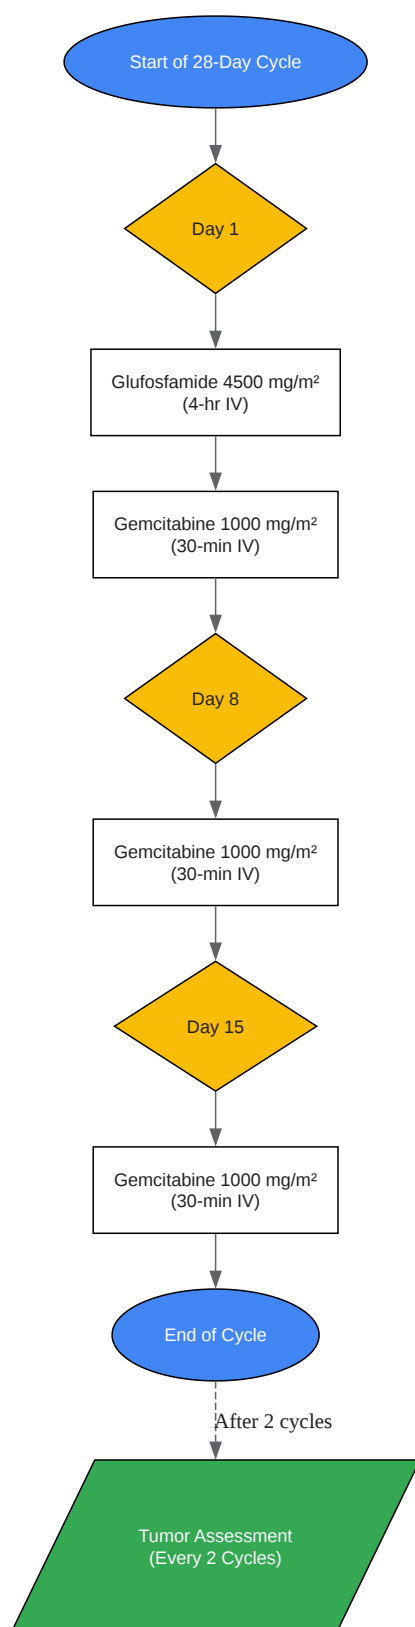 Start of 28-Day Cycle
Day 1
Glufosfamide 4500 mg/m²
(4-hr IV)
Gemcitabine 1000 mg/m²
(30-min IV)
Day 8
Gemcitabine 1000 mg/m²
(30-min IV)
Day 15
Gemcitabine 1000 mg/m²
(30-min IV)
End of Cycle
After 2 cycles
Tumor Assessment
(Every 2 Cycles)